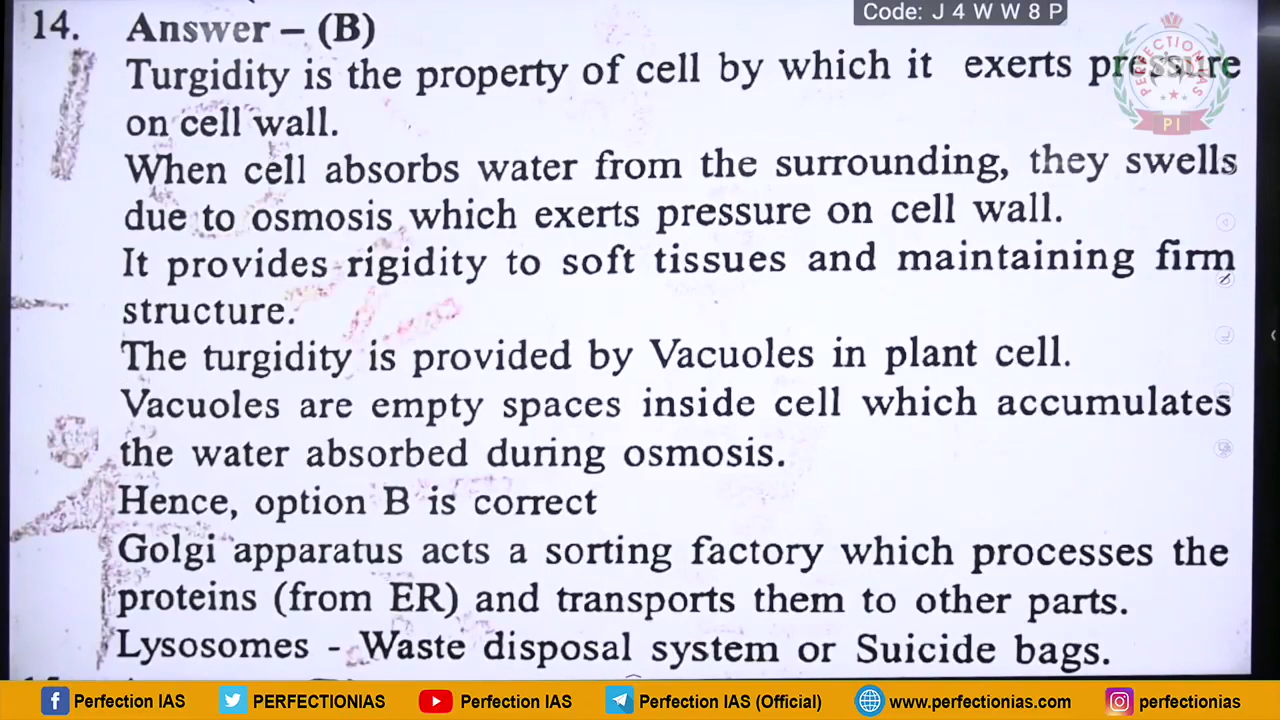 Code: J 4 W W 8 P
14. Answer – (B)
Turgidity is the property of cell by which it exerts pressure
on cell wall.
When cell absorbs water from the surrounding, they swells
due to osmosis which exerts pressure on cell wall.
It provides rigidity to soft tissues and maintaining firm
structure.
The turgidity is provided by Vacuoles in plant cell.
Vacuoles are empty spaces inside cell which accumulates
the water absorbed during osmosis.
Hence, option B is correct
Golgi apparatus acts a sorting factory which processes the
proteins (from ER) and transports them to other parts.
Lysosomes - Waste disposal system or Suicide bags.
PERFECTION IAS
PI
Perfection IAS PERFECTIONIAS Perfection IAS Perfection IAS (Official) www.perfectionias.com perfectionias